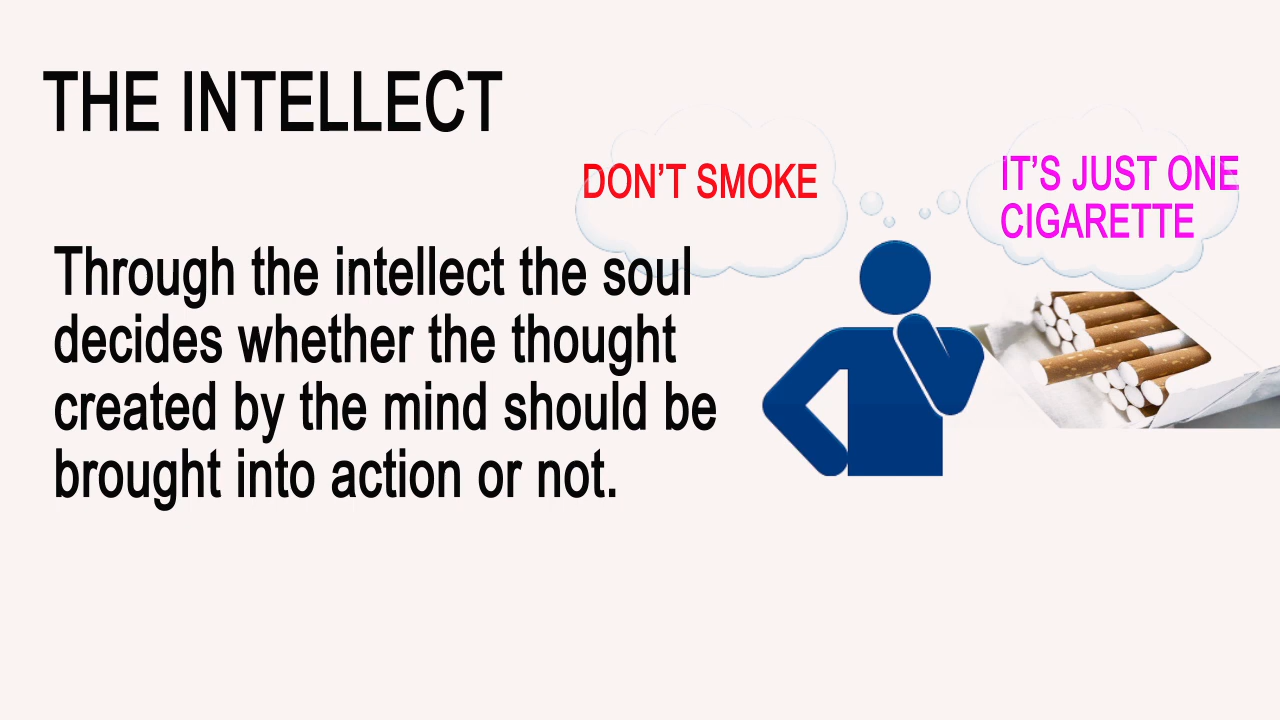 THE INTELLECT
DON'T SMOKE
IT'S JUST ONE
CIGARETTE
Through the intellect the soul
decides whether the thought
created by the mind should be
brought into action or not.